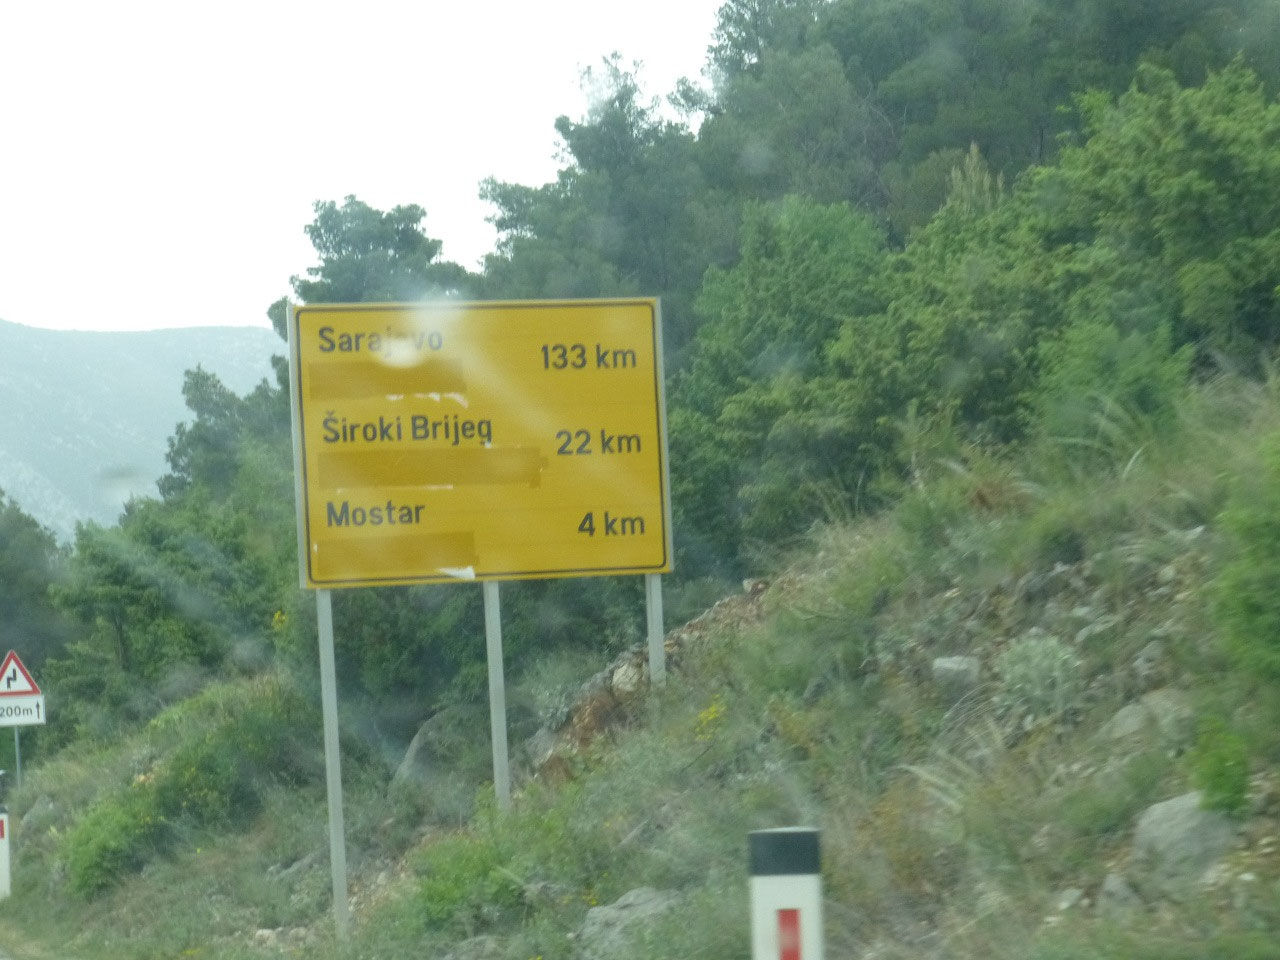 Sarajevo 133 km
Široki Brijeg 22 km
Mostar 4 km
200m